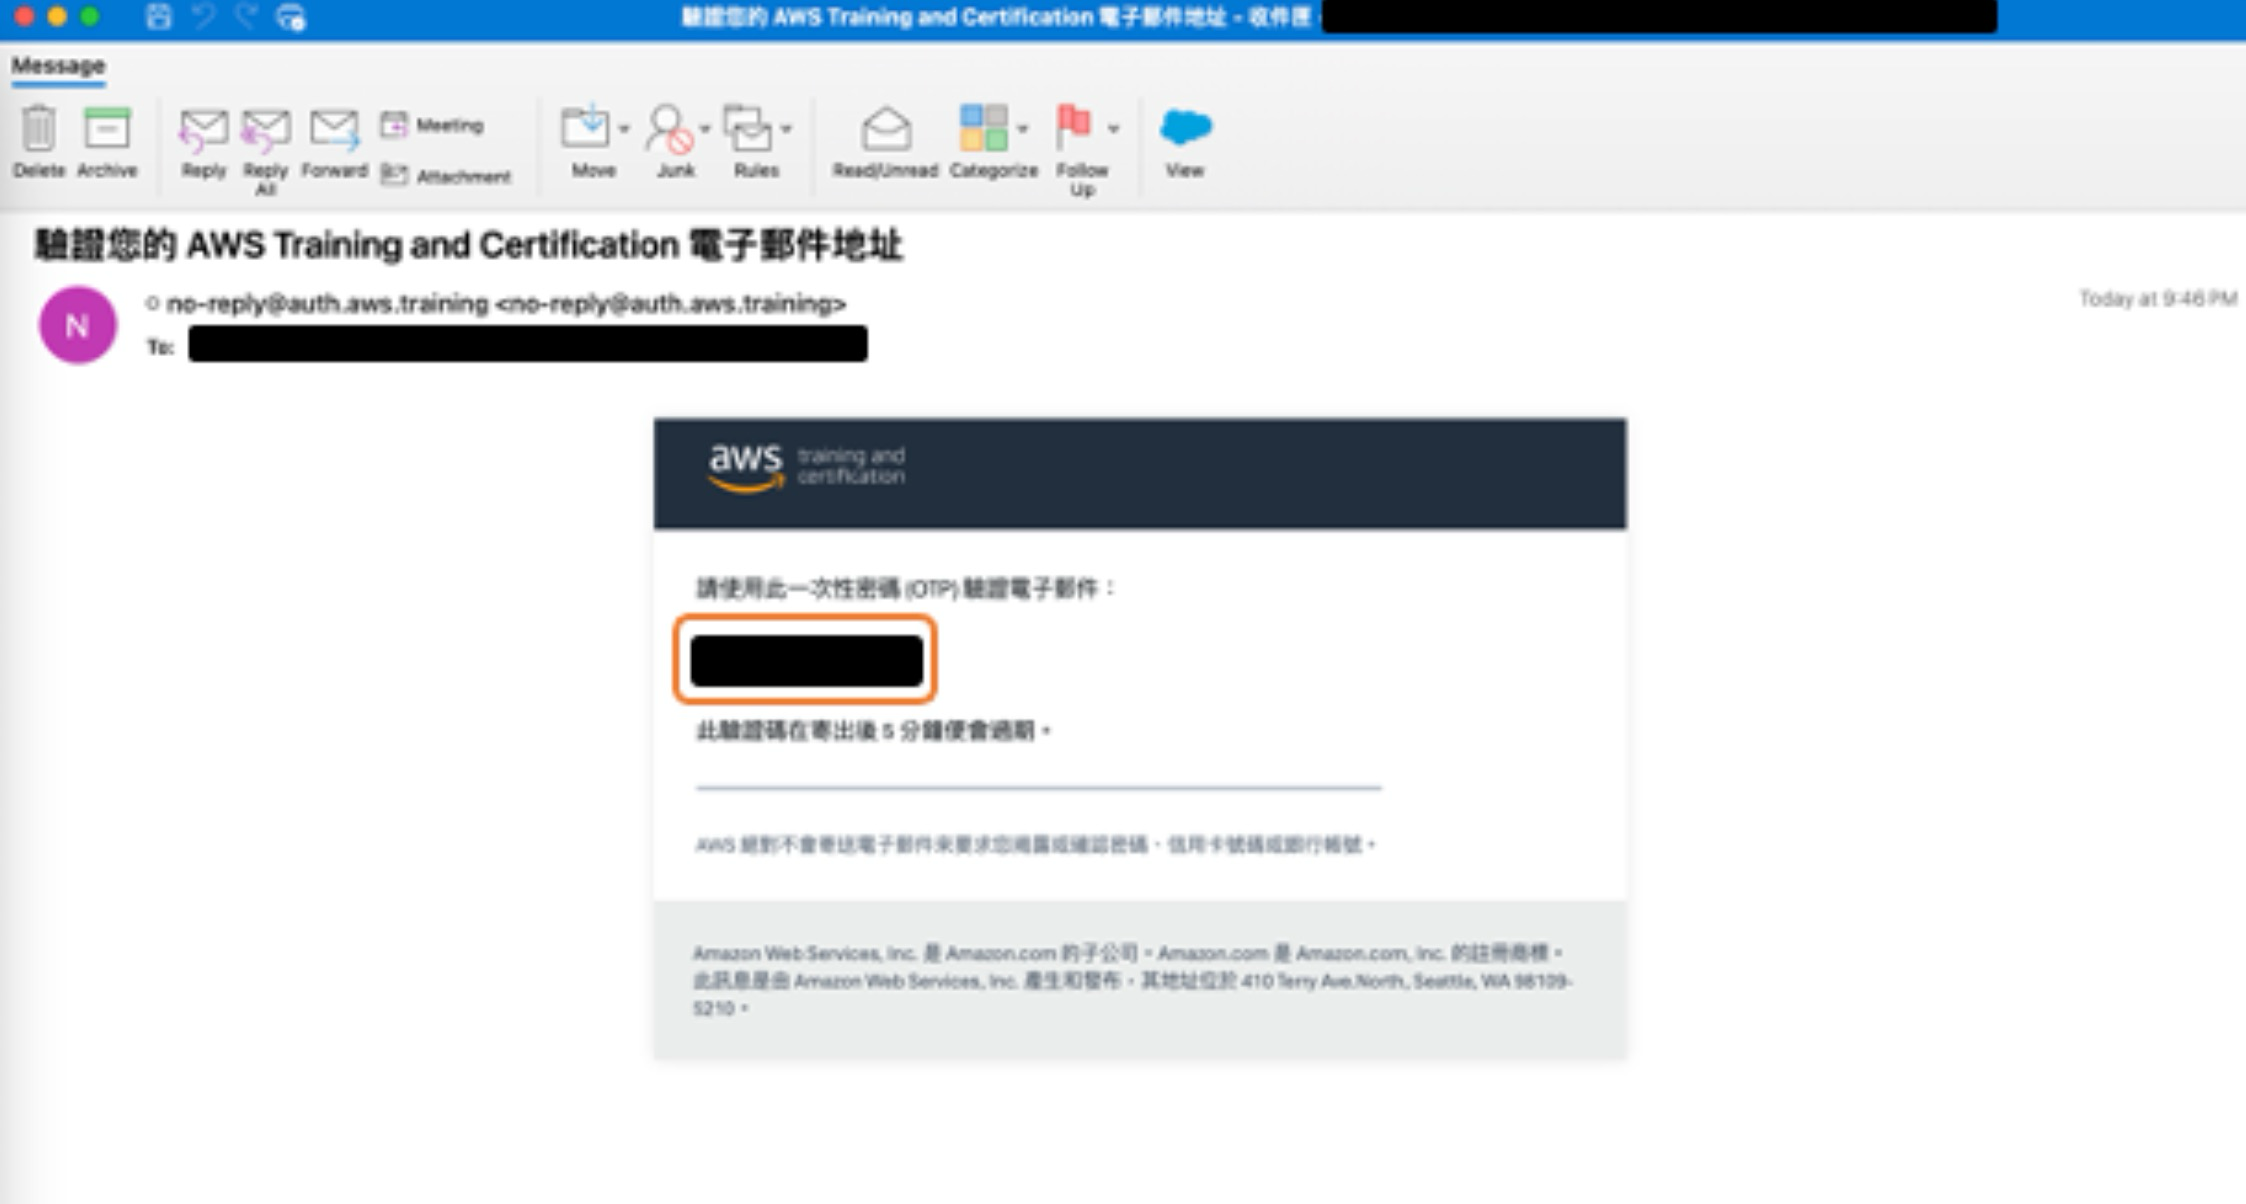 驗證您的 AWS Training and Certification 電子郵件地址 - 收件匣 -
Message
Delete
Archive
Reply
Reply All
Forward
Meeting
Attachment
Move
Junk
Rules
Read/Unread
Categorize
Follow Up
View
驗證您的 AWS Training and Certification 電子郵件地址
N
no-reply@auth.aws.training <no-reply@auth.aws.training>
Today at 9:46 PM
To:
aws training and certification
請使用此一次性密碼 (OTP) 驗證電子郵件：
此驗證碼在寄出後 5 分鐘便會過期。
AWS 絕對不會寄送電子郵件來要求您揭露或確認密碼、信用卡號碼或銀行帳號。
Amazon Web Services, Inc. 是 Amazon.com 的子公司。Amazon.com 是 Amazon.com, Inc. 的註冊商標。
此訊息是由 Amazon Web Services, Inc. 產生和發布，其地址位於 410 Terry Ave.North, Seattle, WA 98109-
5210。